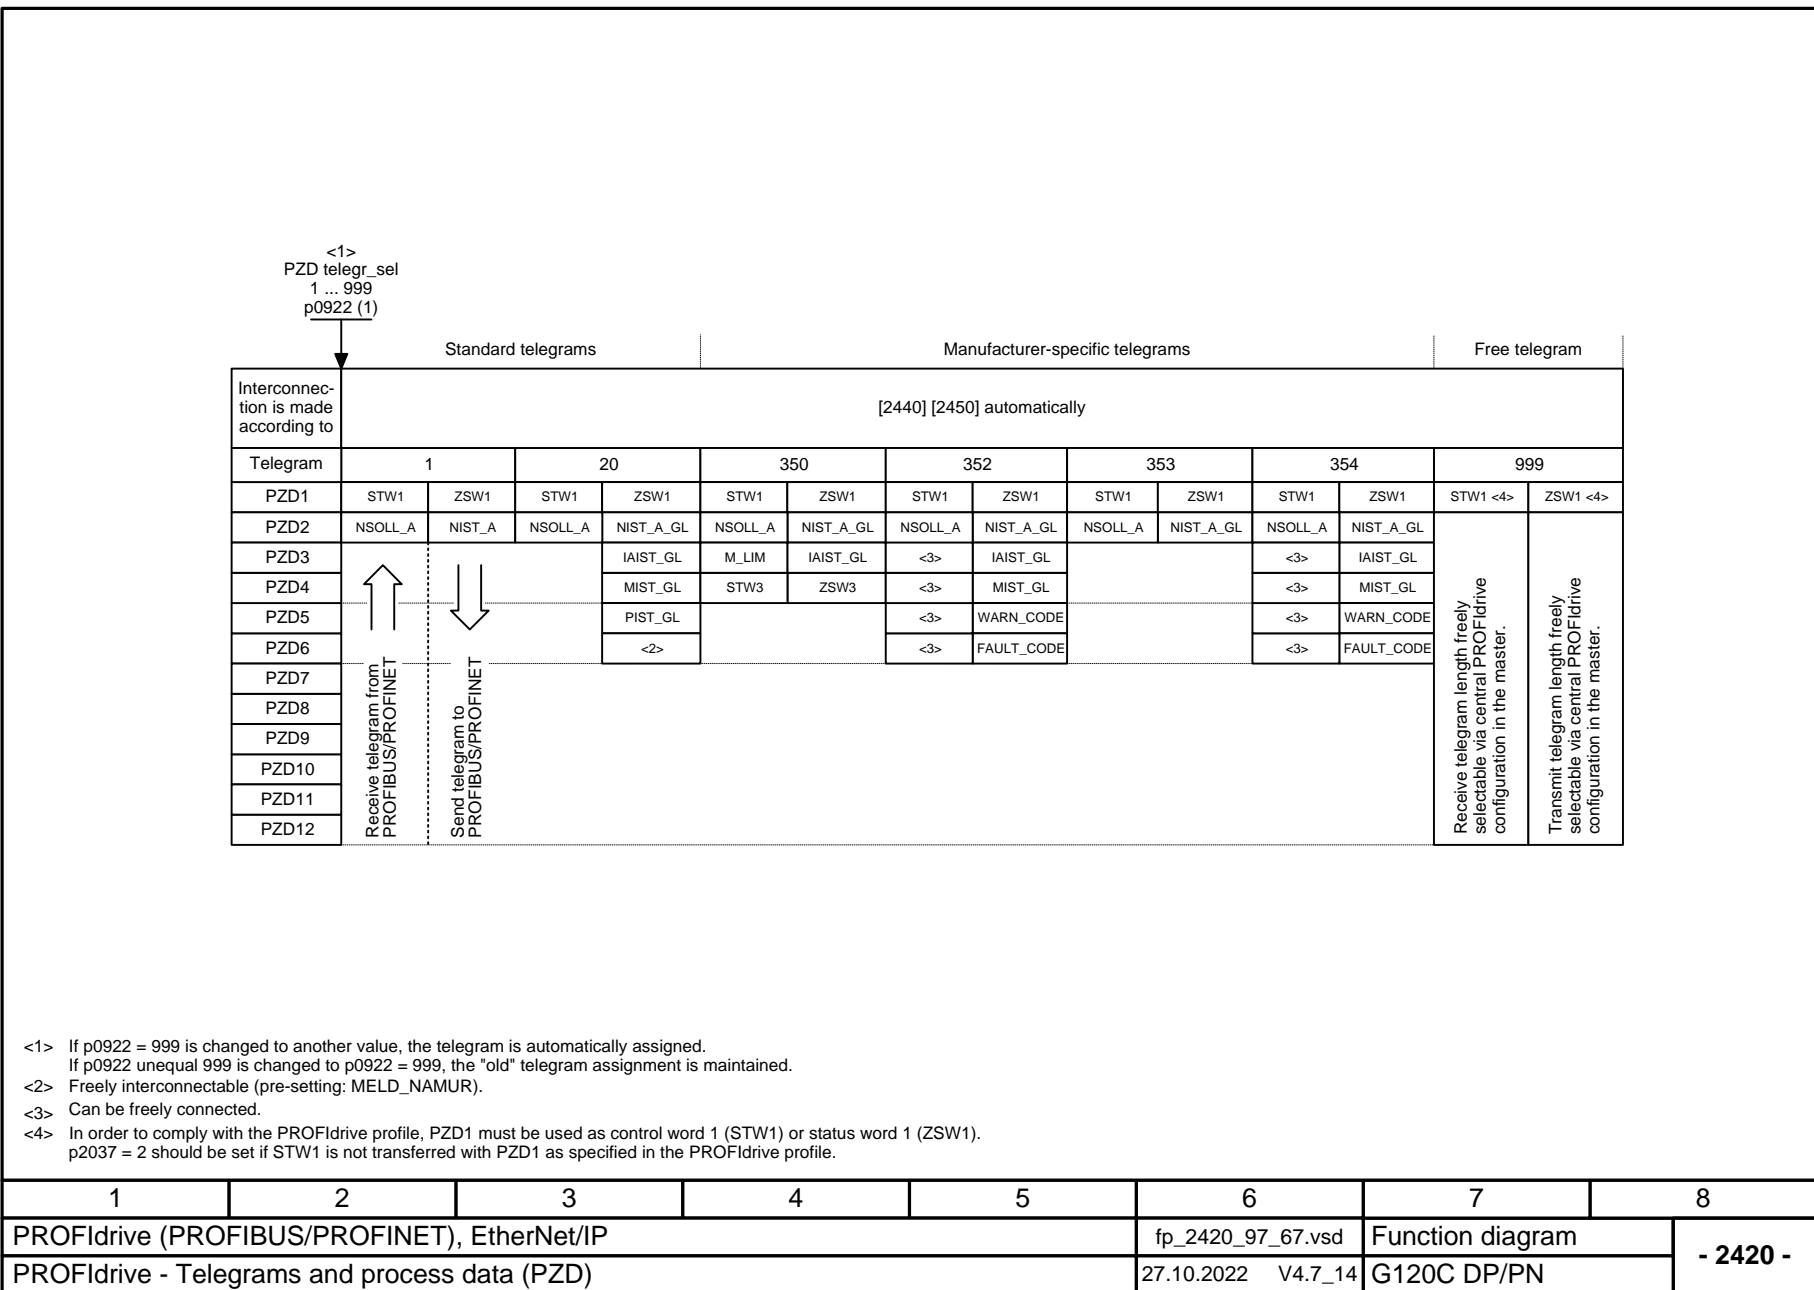 <1>
PZD telegr_sel
1 ... 999
p0922 (1)
Standard telegrams Manufacturer-specific telegrams Free telegram
Interconnec-
tion is made
according to
[2440] [2450] automatically
Telegram 1 20 350 352 353 354 999
PZD1 STW1 ZSW1 STW1 ZSW1 STW1 ZSW1 STW1 ZSW1 STW1 ZSW1 STW1 ZSW1 STW1 <4> ZSW1 <4>
PZD2 NSOLL_A NIST_A NSOLL_A NIST_A_GL NSOLL_A NIST_A_GL NSOLL_A NIST_A_GL NSOLL_A NIST_A_GL NSOLL_A NIST_A_GL
PZD3 IAIST_GL M_LIM IAIST_GL <3> IAIST_GL <3> IAIST_GL
PZD4 MIST_GL STW3 ZSW3 <3> MIST_GL <3> MIST_GL
PZD5 PIST_GL <3> WARN_CODE <3> WARN_CODE
PZD6 <2> <3> FAULT_CODE <3> FAULT_CODE
PZD7
PZD8
PZD9
PZD10
PZD11
PZD12
Receive telegram from
PROFIBUS/PROFINET
Send telegram to
PROFIBUS/PROFINET
Receive telegram length freely
selectable via central PROFIdrive
configuration in the master.
Transmit telegram length freely
selectable via central PROFIdrive
configuration in the master.
<1> If p0922 = 999 is changed to another value, the telegram is automatically assigned.
If p0922 unequal 999 is changed to p0922 = 999, the "old" telegram assignment is maintained.
<2> Freely interconnectable (pre-setting: MELD_NAMUR).
<3> Can be freely connected.
<4> In order to comply with the PROFIdrive profile, PZD1 must be used as control word 1 (STW1) or status word 1 (ZSW1).
p2037 = 2 should be set if STW1 is not transferred with PZD1 as specified in the PROFIdrive profile.
1 2 3 4 5 6 7 8
PROFIdrive (PROFIBUS/PROFINET), EtherNet/IP fp_2420_97_67.vsd Function diagram
- 2420 -
PROFIdrive - Telegrams and process data (PZD) 27.10.2022 V4.7_14 G120C DP/PN